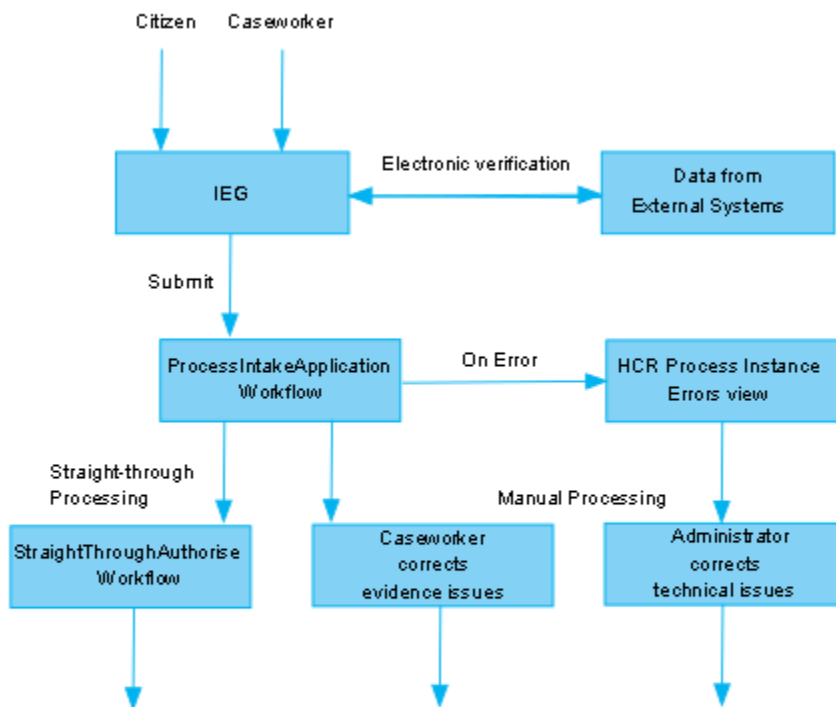 Citizen
Caseworker
IEG
Electronic verification
Data from
External Systems
Submit
ProcessIntakeApplication
Workflow
On Error
HCR Process Instance
Errors view
Straight-through
Processing
Manual Processing
StraightThroughAuthorise
Workflow
Caseworker
corrects
evidence issues
Administrator
corrects
technical issues